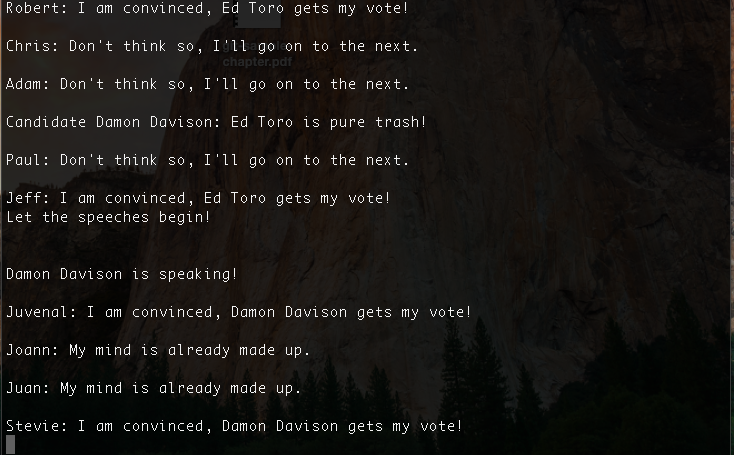 Robert: I am convinced, Ed Toro gets my vote!
Chris: Don't think so, I'll go on to the next.
chapter.pdf
Adam: Don't think so, I'll go on to the next.
Candidate Damon Davison: Ed Toro is pure trash!
Paul: Don't think so, I'll go on to the next.
Jeff: I am convinced, Ed Toro gets my vote!
Let the speeches begin!
Damon Davison is speaking!
Juvenal: I am convinced, Damon Davison gets my vote!
Joann: My mind is already made up.
Juan: My mind is already made up.
Stevie: I am convinced, Damon Davison gets my vote!